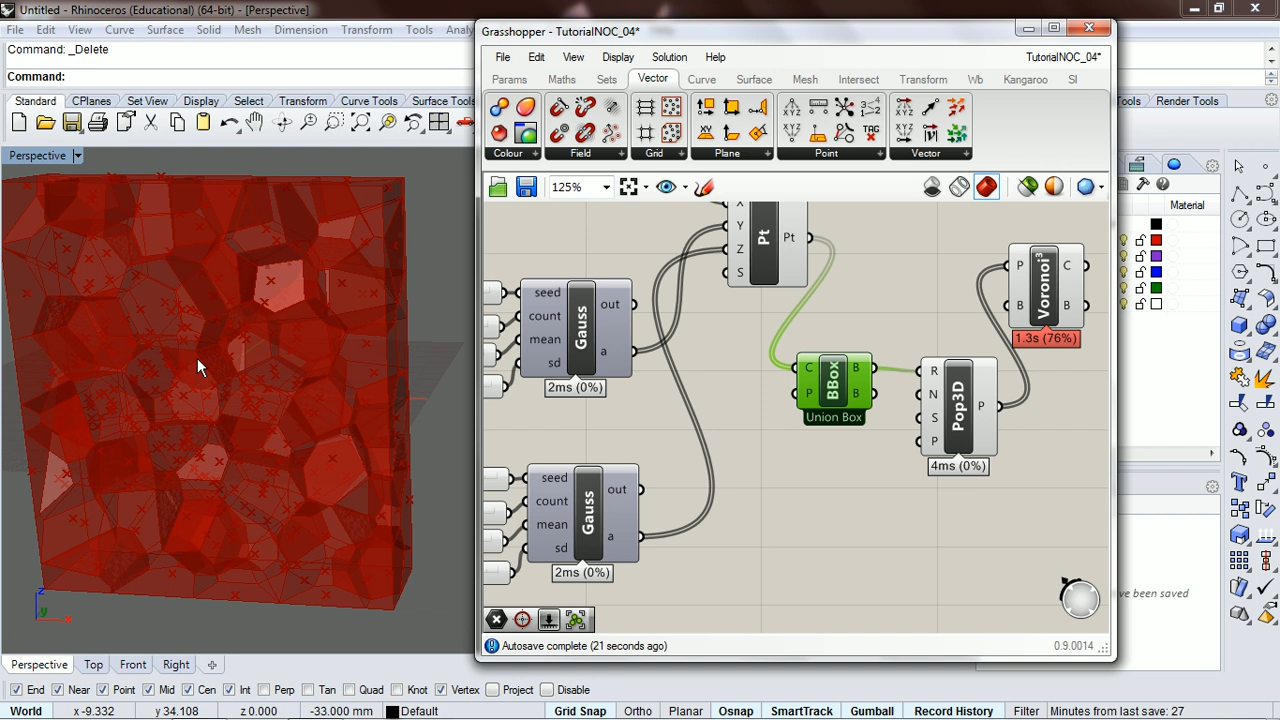 Untitled - Rhinoceros (Educational) (64-bit) - [Perspective]
File Edit View Curve Surface Solid Mesh Dimension Transform Tools Analy
Command: _Delete
Command:
Standard CPlanes Set View Display Select Transform Curve Tools Surface Tools
Tools Render Tools
Perspective
Grasshopper - TutorialNOC_04*
File Edit View Display Solution Help TutorialNOC_04*
Params Maths Sets Vector Curve Surface Mesh Intersect Transform Wb Kangaroo SI
Colour Field Grid Plane Point Vector
125%
X
Y
Z
S
Pt
Pt
seed
count
mean
sd
Gauss
out
a
2ms (0%)
C
P
BBox
B
B
Union Box
R
N
S
P
Pop3D
P
4ms (0%)
P
B
Voronoi³
C
B
1.3s (76%)
seed
count
mean
sd
Gauss
out
a
2ms (0%)
Autosave complete (21 seconds ago) 0.9.0014
Material
ve been saved
z
y
x
Perspective Top Front Right
End Near Point Mid Cen Int Perp Tan Quad Knot Vertex Project Disable
World x -9.332 y 34.108 z 0.000 -33.000 mm Default Grid Snap Ortho Planar Osnap SmartTrack Gumball Record History Filter Minutes from last save: 27